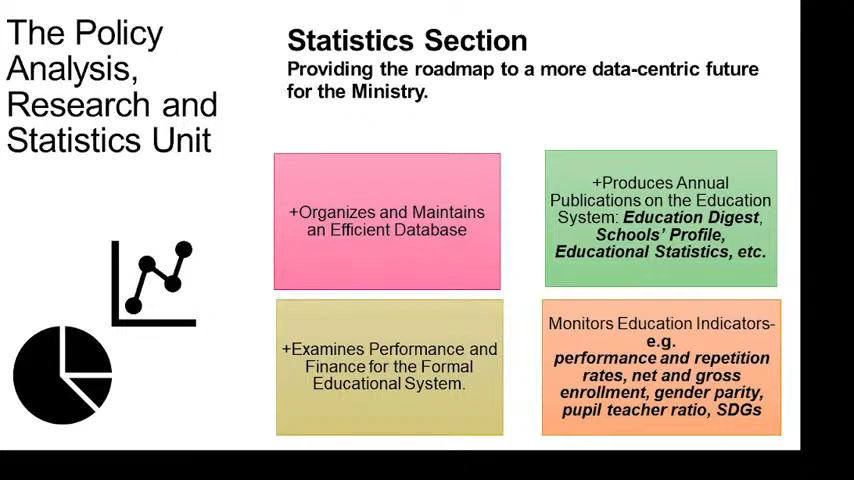 The Policy
Analysis,
Research and
Statistics Unit
Statistics Section
Providing the roadmap to a more data-centric future
for the Ministry.
+Organizes and Maintains
an Efficient Database
+Produces Annual
Publications on the Education
System: Education Digest,
Schools' Profile,
Educational Statistics, etc.
+Examines Performance and
Finance for the Formal
Educational System.
Monitors Education Indicators-
e.g.
performance and repetition
rates, net and gross
enrollment, gender parity,
pupil teacher ratio, SDGs